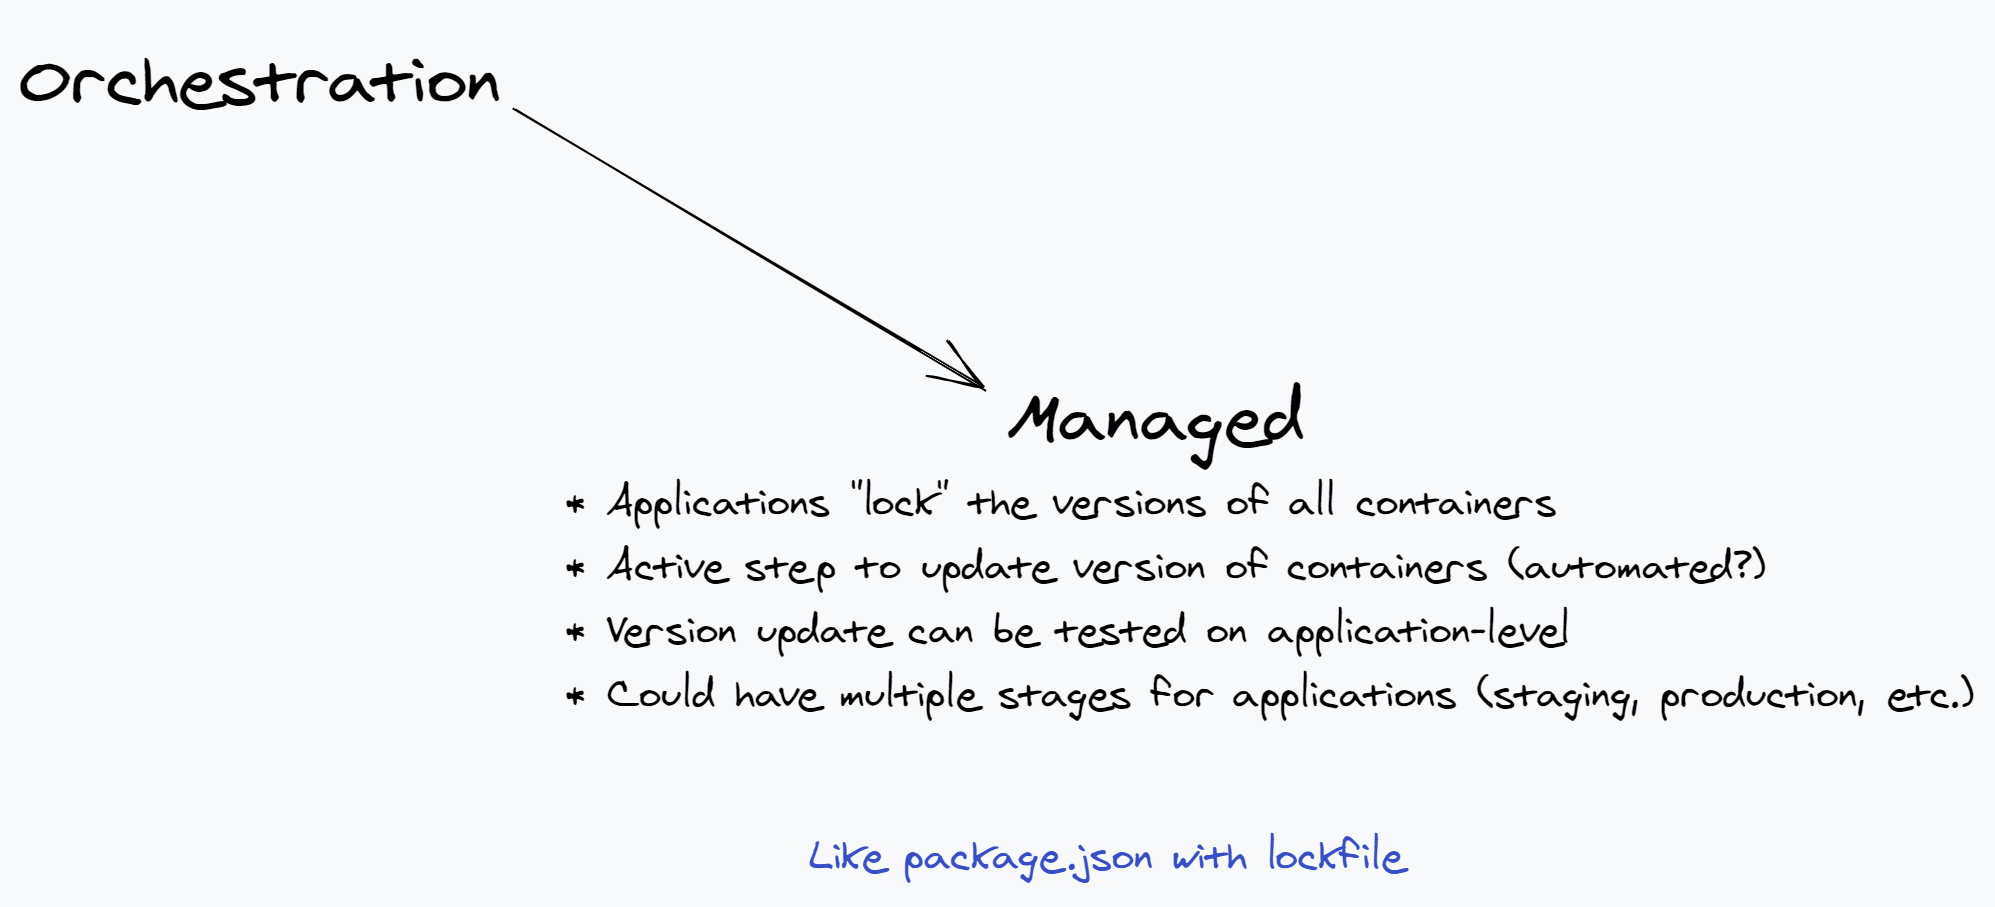 Orchestration
Managed
* Applications "lock" the versions of all containers
* Active step to update version of containers (automated?)
* Version update can be tested on application-level
* Could have multiple stages for applications (staging, production, etc.)
Like package.json with lockfile